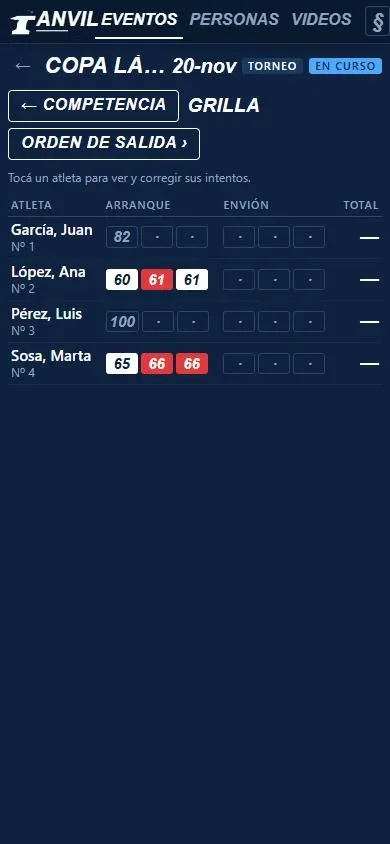 ANVIL EVENTOS PERSONAS VIDEOS §
← COPA LÁ... 20-nov TORNEO EN CURSO
← COMPETENCIA GRILLA
ORDEN DE SALIDA ›
Tocá un atleta para ver y corregir sus intentos.
ATLETA ARRANQUE ENVIÓN TOTAL
García, Juan 82 · · · · · —
Nº 1
López, Ana 60 61 61 · · · —
Nº 2
Pérez, Luis 100 · · · · · —
Nº 3
Sosa, Marta 65 66 66 · · · —
Nº 4